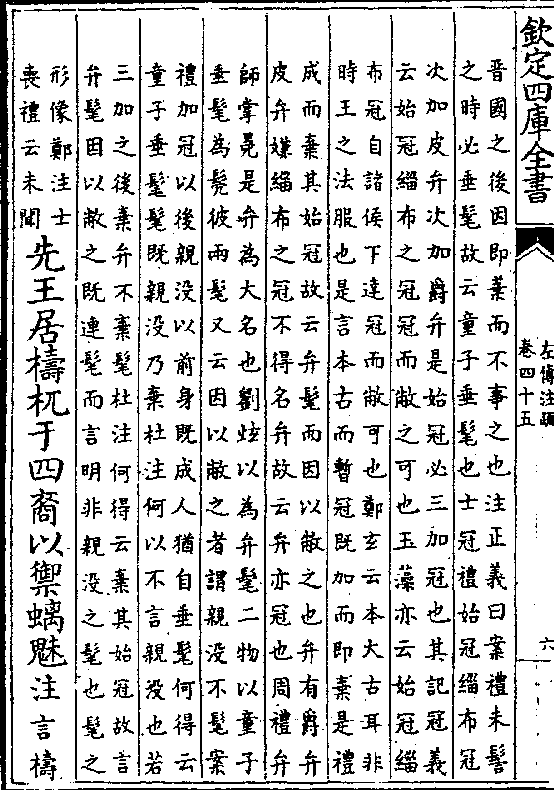 欽定四庫全書
左傳注疏
卷四十五
六
晉國之後因即棄而不事之也注正義曰案禮未髻
之時必垂髦故云童子垂髦也士冠禮始冠緇布冠
次加皮弁次加爵弁是始冠必三加冠也其記冠義
云始冠緇布之冠冠而敝之可也玉藻亦云始冠緇
布冠自諸侯下達冠而敝可也鄭玄云本大古耳非
時王之法服也是言本古而暫冠既加而即棄是禮
成而棄其始冠故云弁髦而因以敝之也弁有爵弁
皮弁嫌緇布之冠不得名弁故云弁亦冠也周禮弁
師掌冕是弁為大名也劉炫以為弁髦二物以童子
垂髦為髡彼兩髦又云因以敝之者謂親没不髦案
禮加冠以後親没以前身既成人猶自垂髦何得云
童子垂髦髦既親没乃棄杜注何以不言親没也若
三加之後棄弁不棄髦杜注何得云棄其始冠故言
弁髦因以敝之既連髦而言明非親没之髦也髦之
形像鄭注士
喪禮云未聞
先王居檮杌于四裔以禦螭魅注言檮